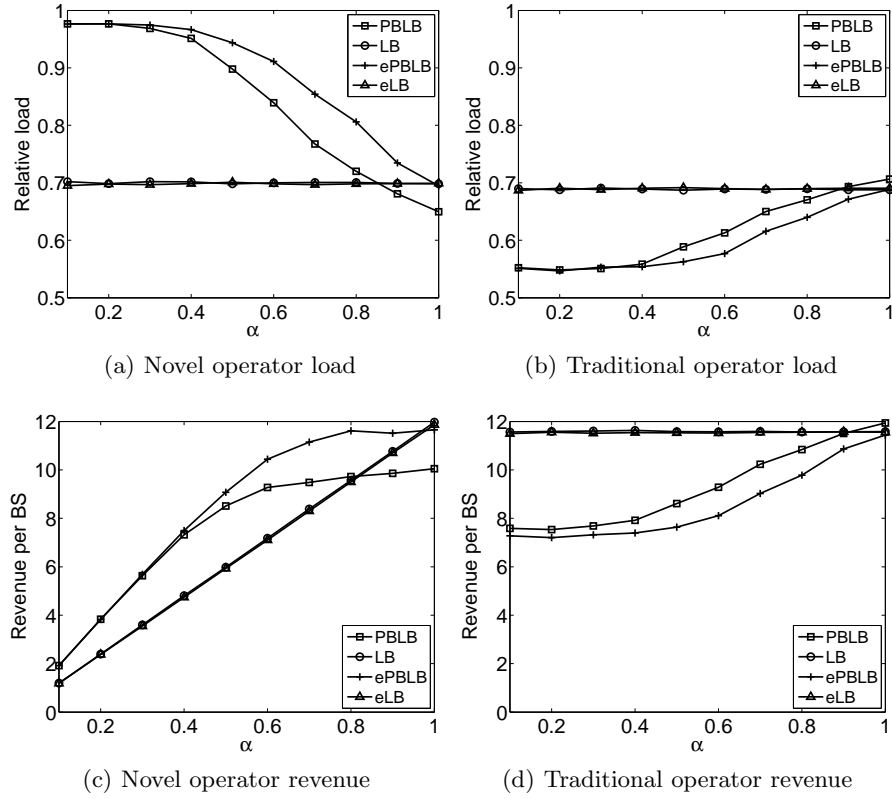 1
0.9
0.8
0.7
0.6
0.5
0.2
0.4
0.6
0.8
1
Relative load
α
PBLB
LB
ePBLB
eLB
(a) Novel operator load
1
0.9
0.8
0.7
0.6
0.5
0.2
0.4
0.6
0.8
1
Relative load
α
PBLB
LB
ePBLB
eLB
(b) Traditional operator load
12
10
8
6
4
2
0
0.2
0.4
0.6
0.8
1
Revenue per BS
α
PBLB
LB
ePBLB
eLB
(c) Novel operator revenue
12
10
8
6
4
2
0
0.2
0.4
0.6
0.8
1
Revenue per BS
α
PBLB
LB
ePBLB
eLB
(d) Traditional operator revenue